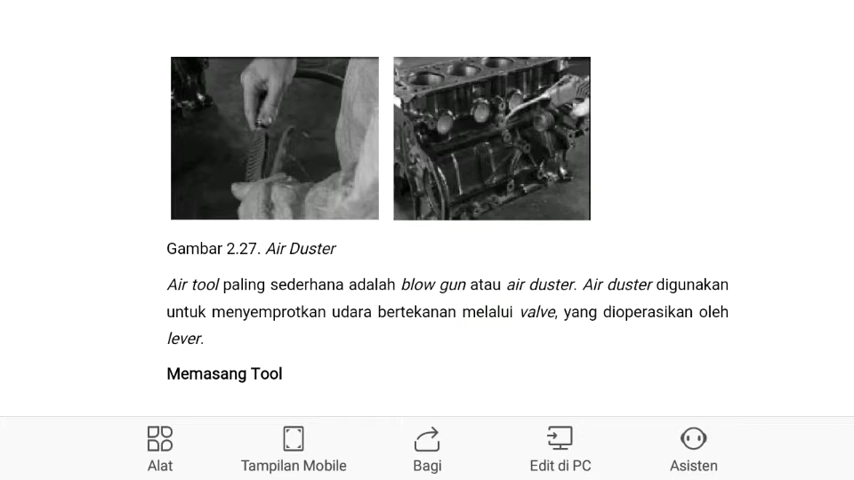 Gambar 2.27. Air Duster
Air tool paling sederhana adalah blow gun atau air duster. Air duster digunakan
untuk menyemprotkan udara bertekanan melalui valve, yang dioperasikan oleh
lever.
Memasang Tool
Alat
Tampilan Mobile
Bagi
Edit di PC
Asisten